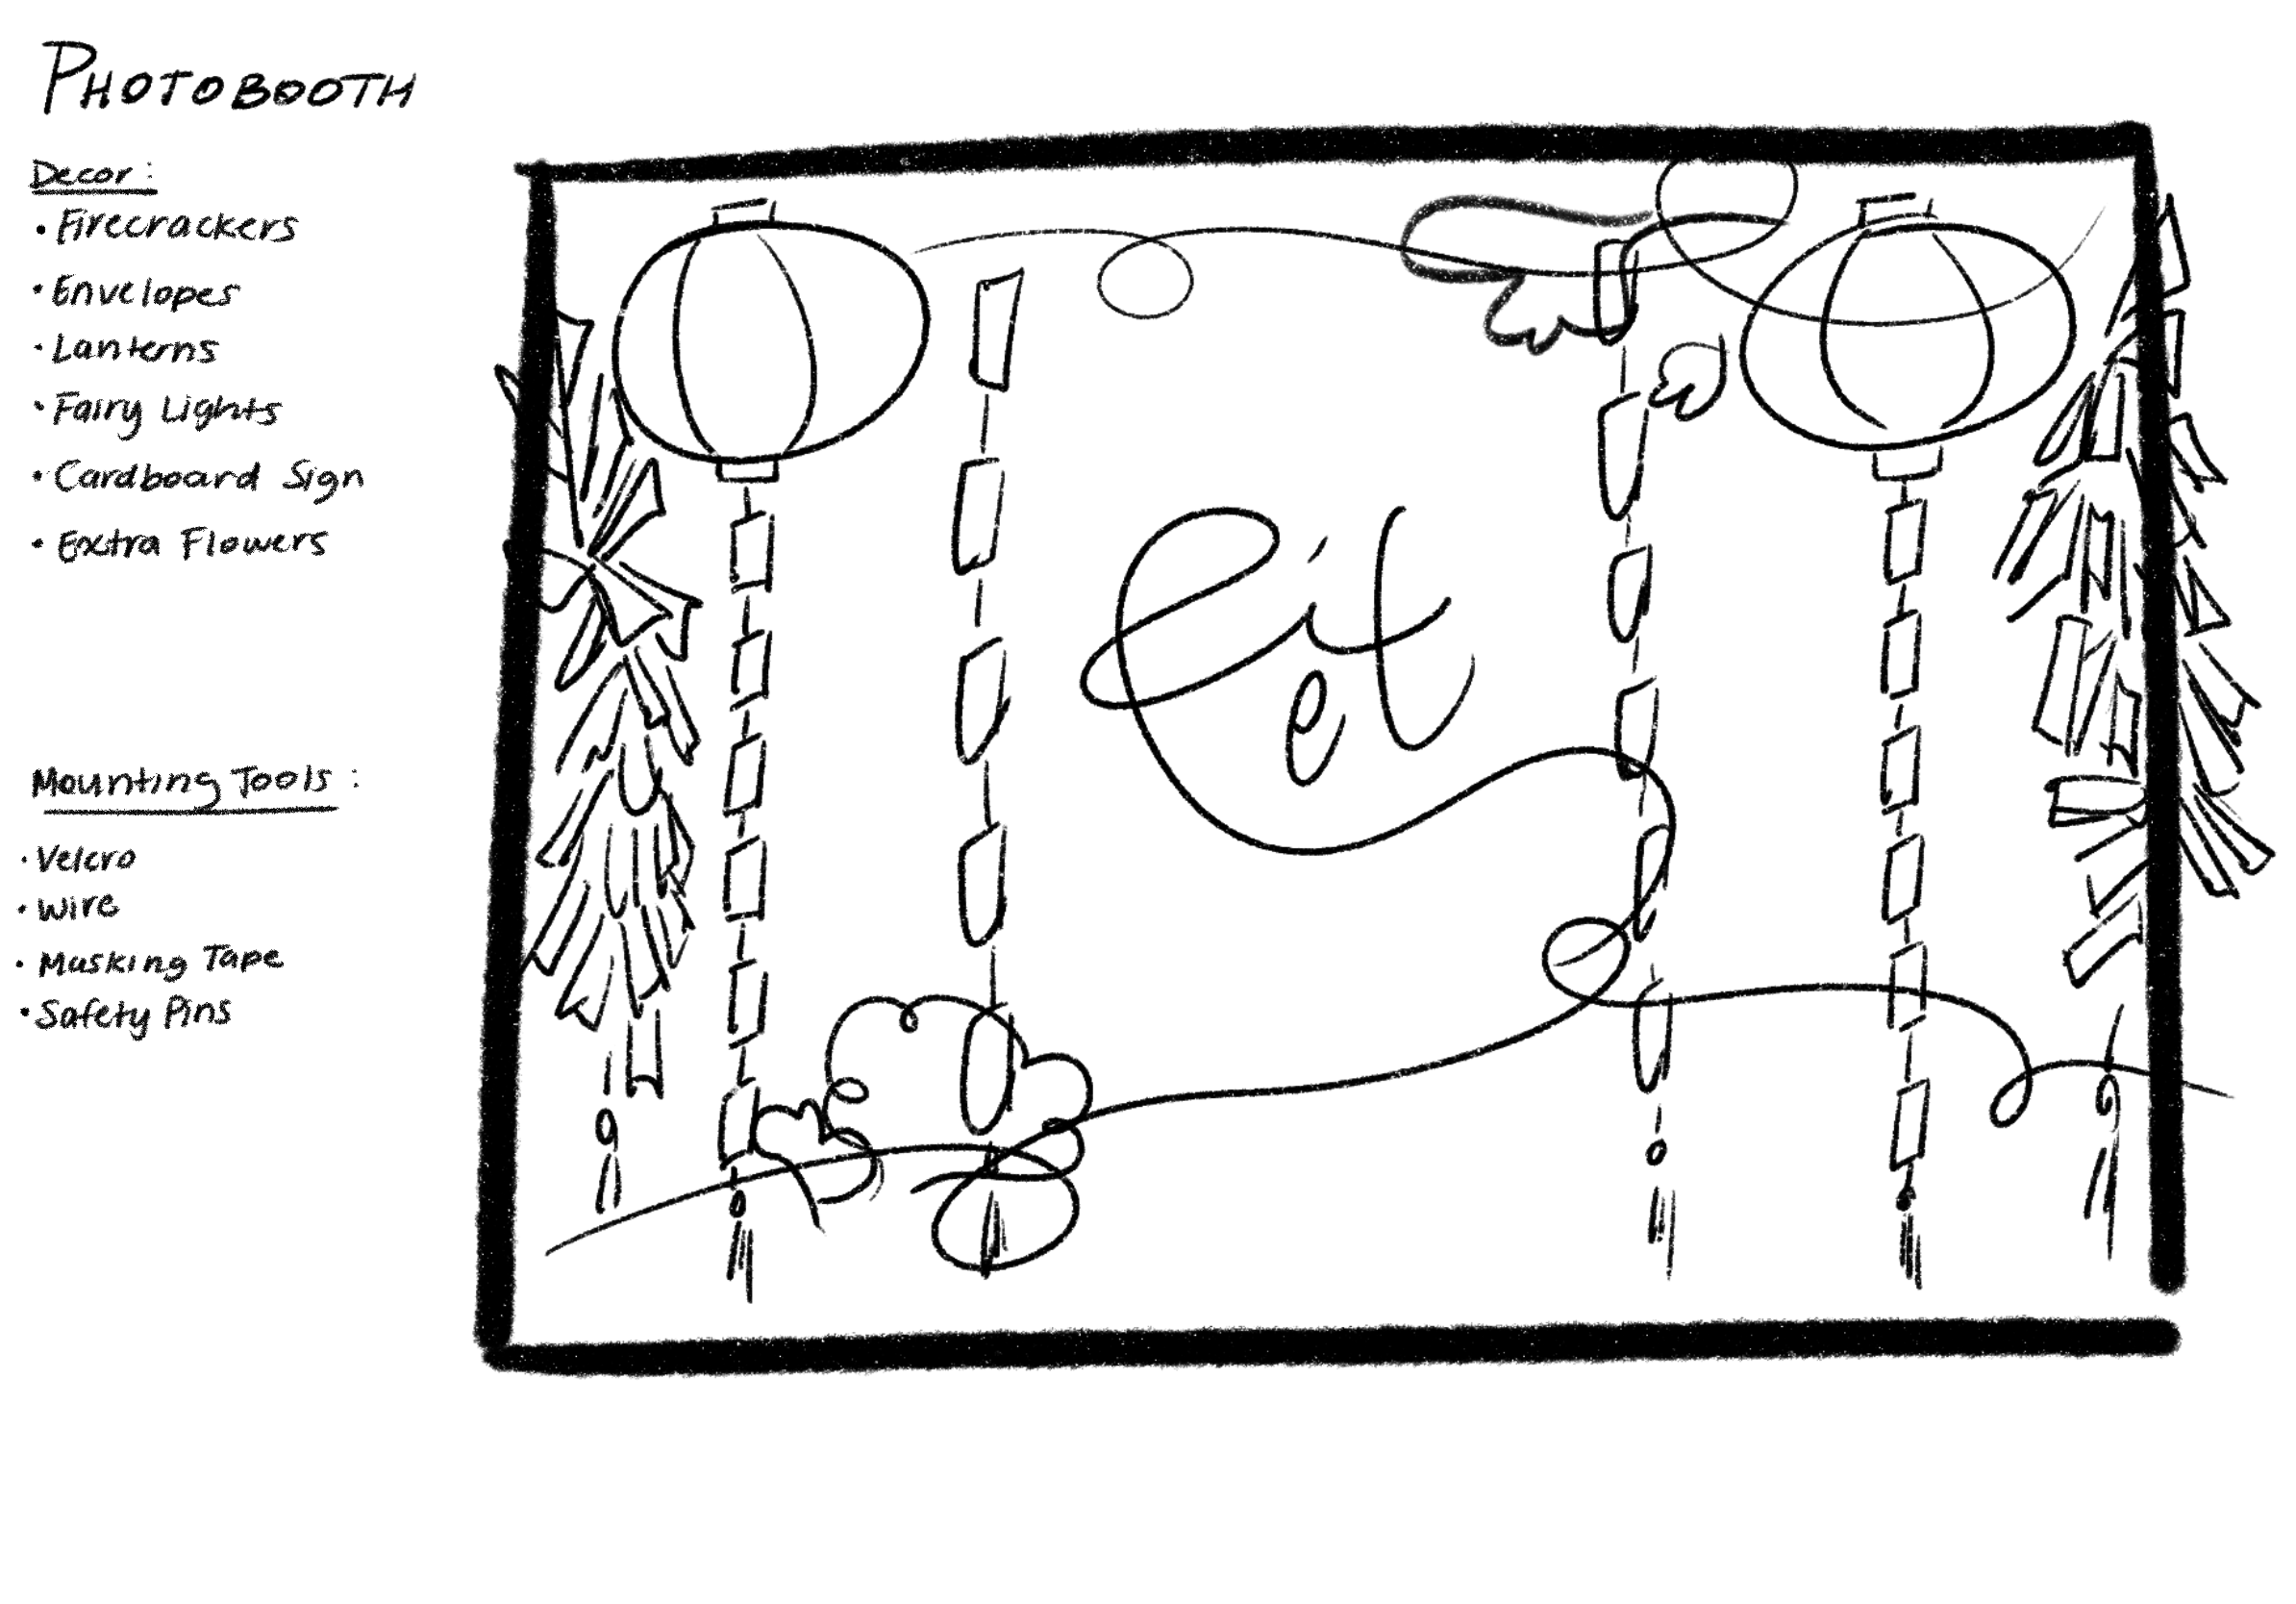 PHOTOBOOTH
Decor:
• Firecrackers
• Envelopes
• Lanterns
• Fairy Lights
• Cardboard Sign
• Extra Flowers
Mounting Tools:
• Velcro
• Wire
• Masking Tape
• Safety Pins